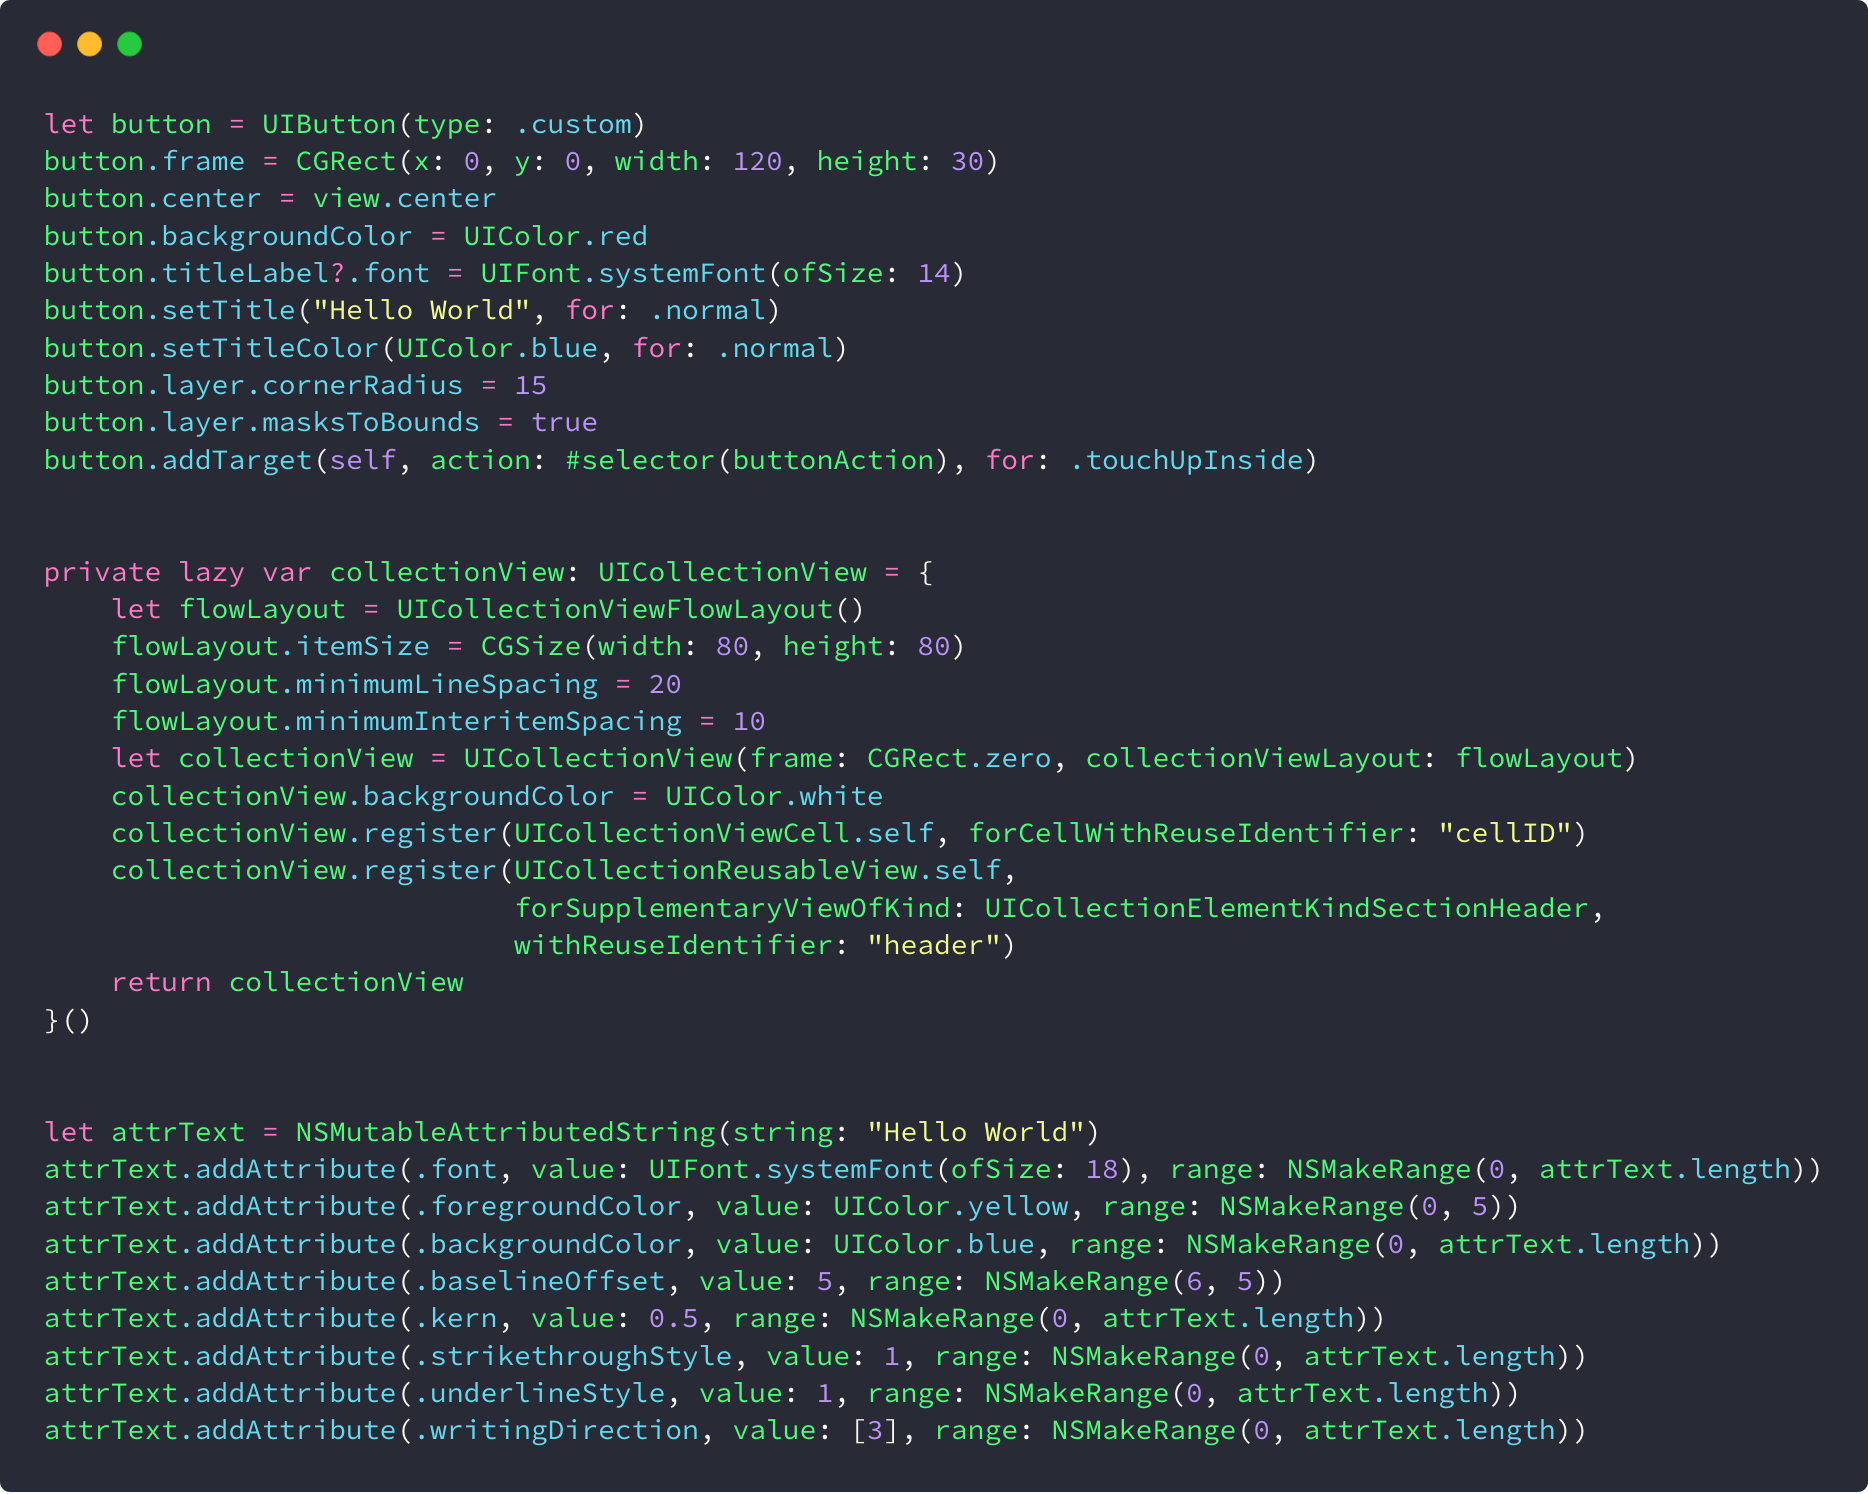 let button = UIButton(type: .custom)
button.frame = CGRect(x: 0, y: 0, width: 120, height: 30)
button.center = view.center
button.backgroundColor = UIColor.red
button.titleLabel?.font = UIFont.systemFont(ofSize: 14)
button.setTitle("Hello World", for: .normal)
button.setTitleColor(UIColor.blue, for: .normal)
button.layer.cornerRadius = 15
button.layer.masksToBounds = true
button.addTarget(self, action: #selector(buttonAction), for: .touchUpInside)
private lazy var collectionView: UICollectionView = {
    let flowLayout = UICollectionViewFlowLayout()
    flowLayout.itemSize = CGSize(width: 80, height: 80)
    flowLayout.minimumLineSpacing = 20
    flowLayout.minimumInteritemSpacing = 10
    let collectionView = UICollectionView(frame: CGRect.zero, collectionViewLayout: flowLayout)
    collectionView.backgroundColor = UIColor.white
    collectionView.register(UICollectionViewCell.self, forCellWithReuseIdentifier: "cellID")
    collectionView.register(UICollectionReusableView.self,
                            forSupplementaryViewOfKind: UICollectionElementKindSectionHeader,
                            withReuseIdentifier: "header")
    return collectionView
}()
let attrText = NSMutableAttributedString(string: "Hello World")
attrText.addAttribute(.font, value: UIFont.systemFont(ofSize: 18), range: NSMakeRange(0, attrText.length))
attrText.addAttribute(.foregroundColor, value: UIColor.yellow, range: NSMakeRange(0, 5))
attrText.addAttribute(.backgroundColor, value: UIColor.blue, range: NSMakeRange(0, attrText.length))
attrText.addAttribute(.baselineOffset, value: 5, range: NSMakeRange(6, 5))
attrText.addAttribute(.kern, value: 0.5, range: NSMakeRange(0, attrText.length))
attrText.addAttribute(.strikethroughStyle, value: 1, range: NSMakeRange(0, attrText.length))
attrText.addAttribute(.underlineStyle, value: 1, range: NSMakeRange(0, attrText.length))
attrText.addAttribute(.writingDirection, value: [3], range: NSMakeRange(0, attrText.length))